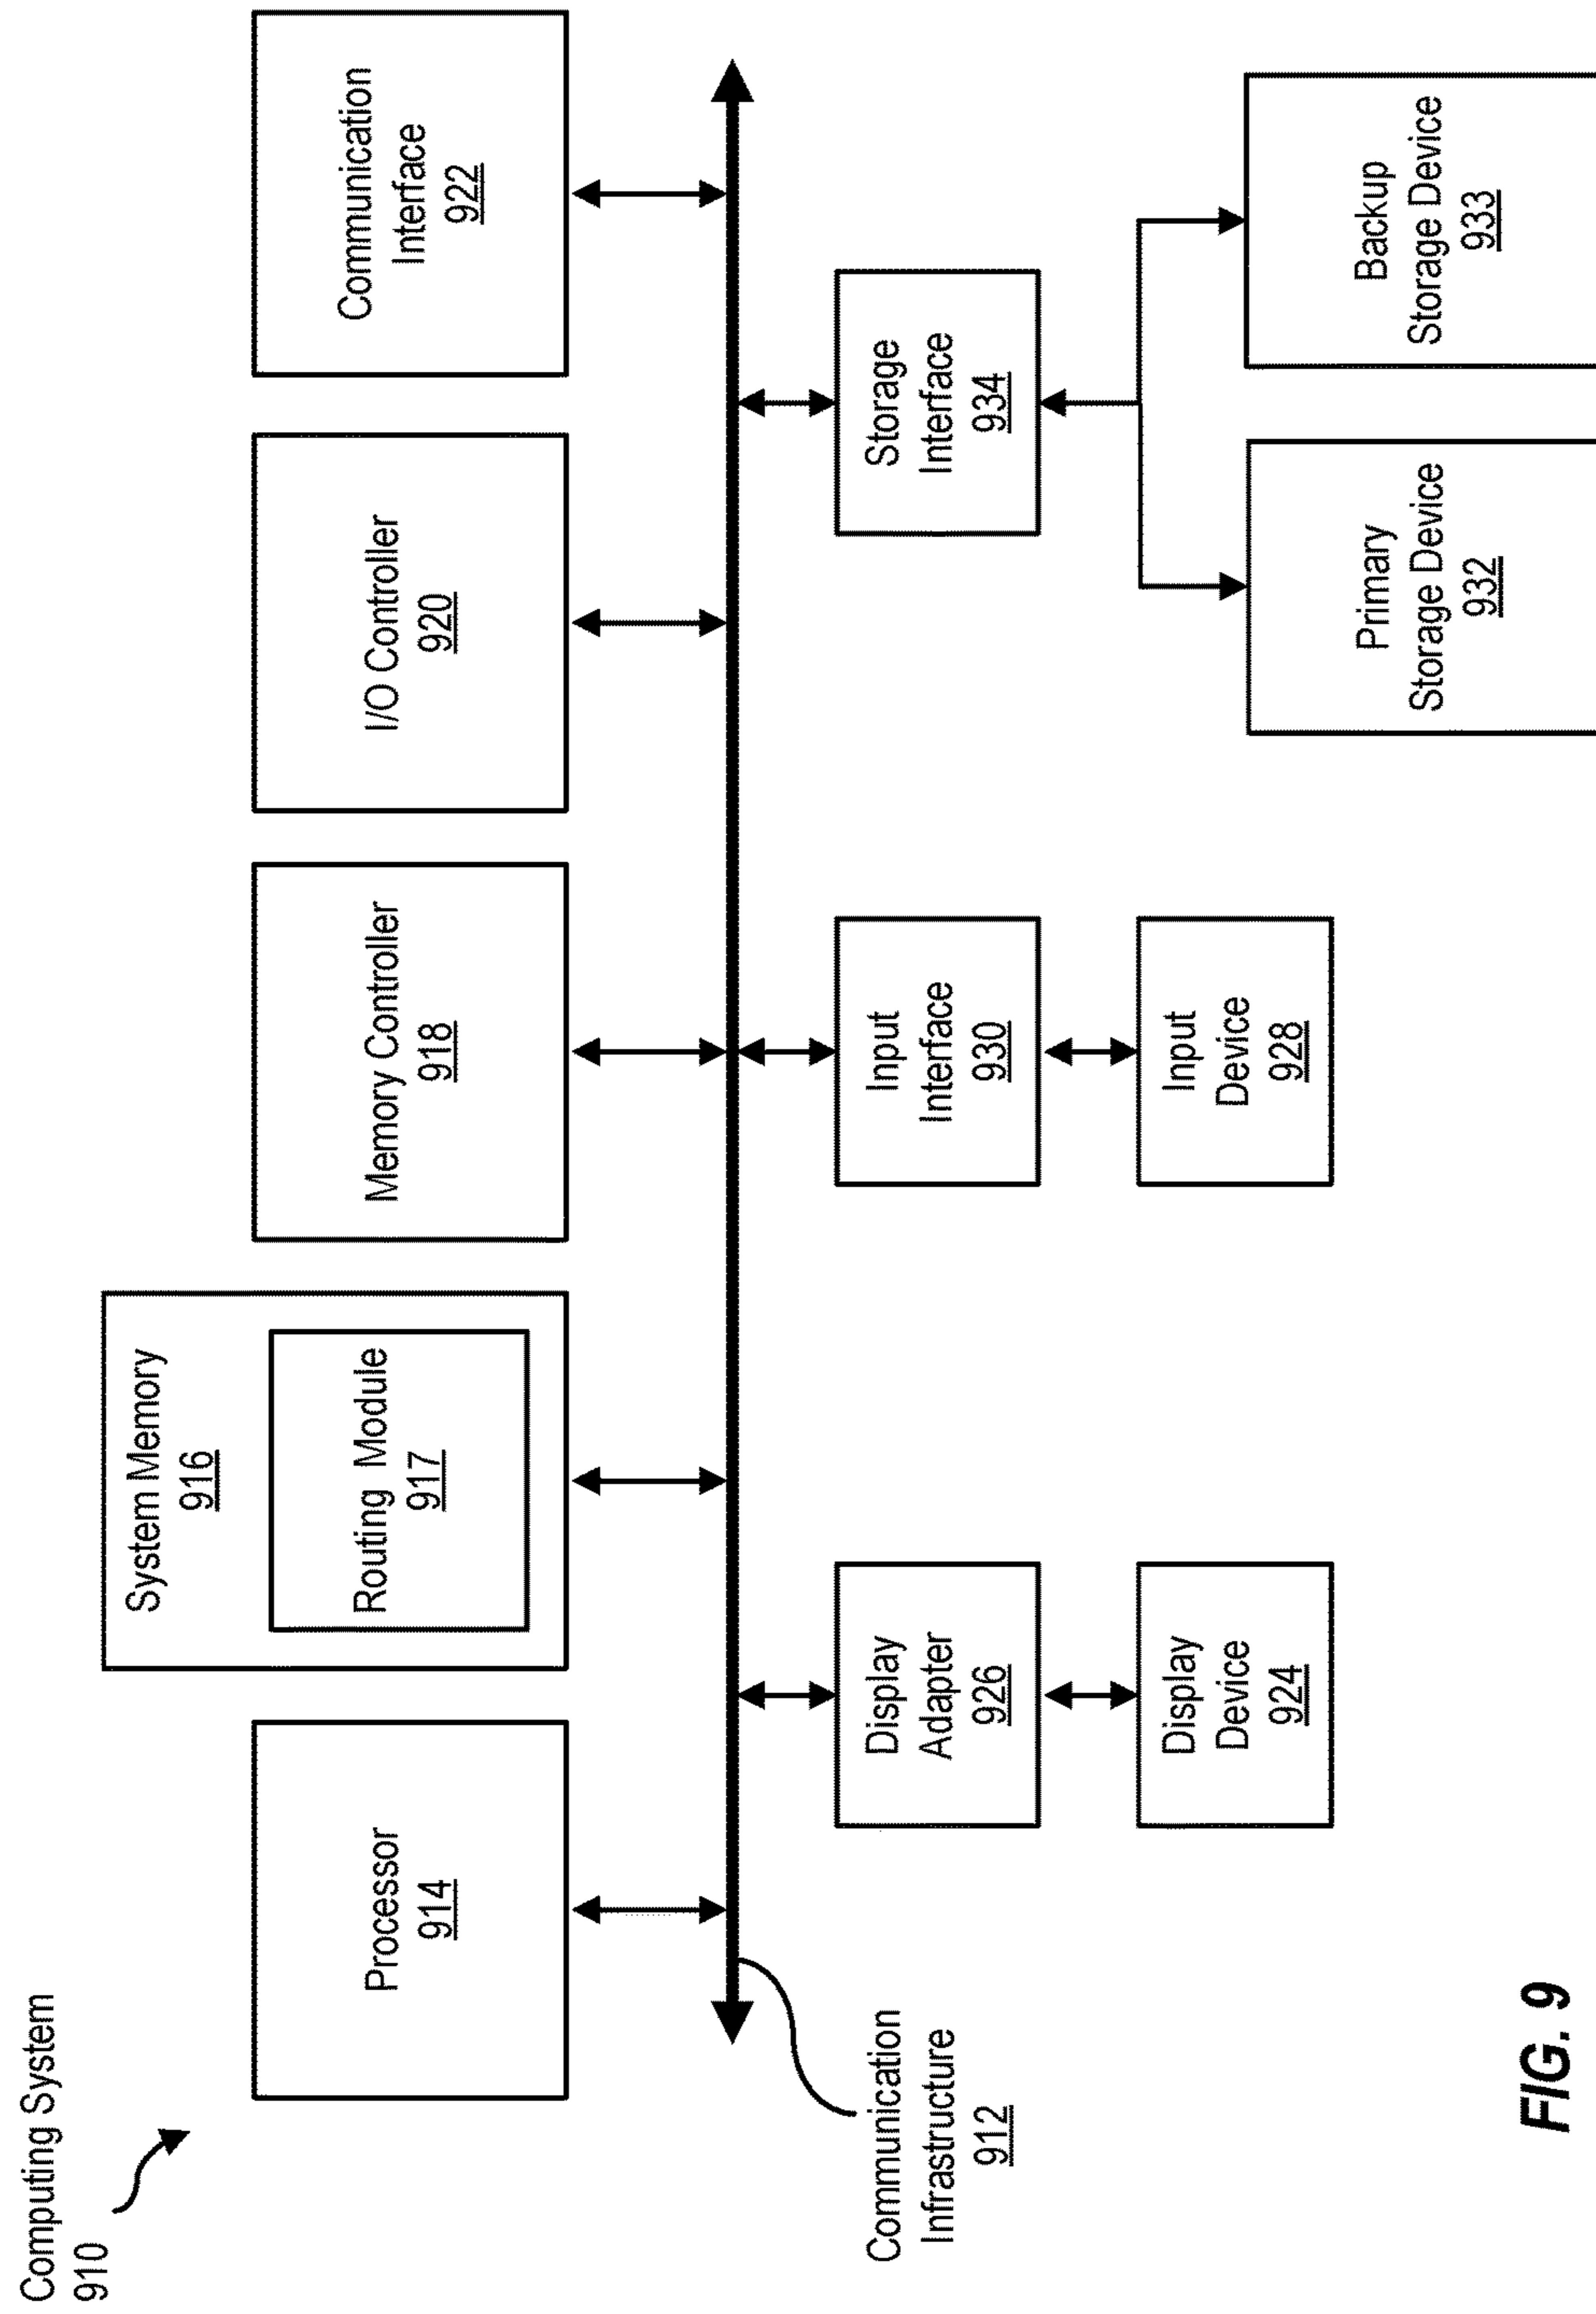 Computing System
910
Processor
914
System Memory
916
Routing Module
917
Memory Controller
918
I/O Controller
920
Communication
Interface
922
Communication
Infrastructure
912
Display
Adapter
926
Input
Interface
930
Storage
Interface
934
Display
Device
924
Input
Device
928
Primary
Storage Device
932
Backup
Storage Device
933
FIG. 9